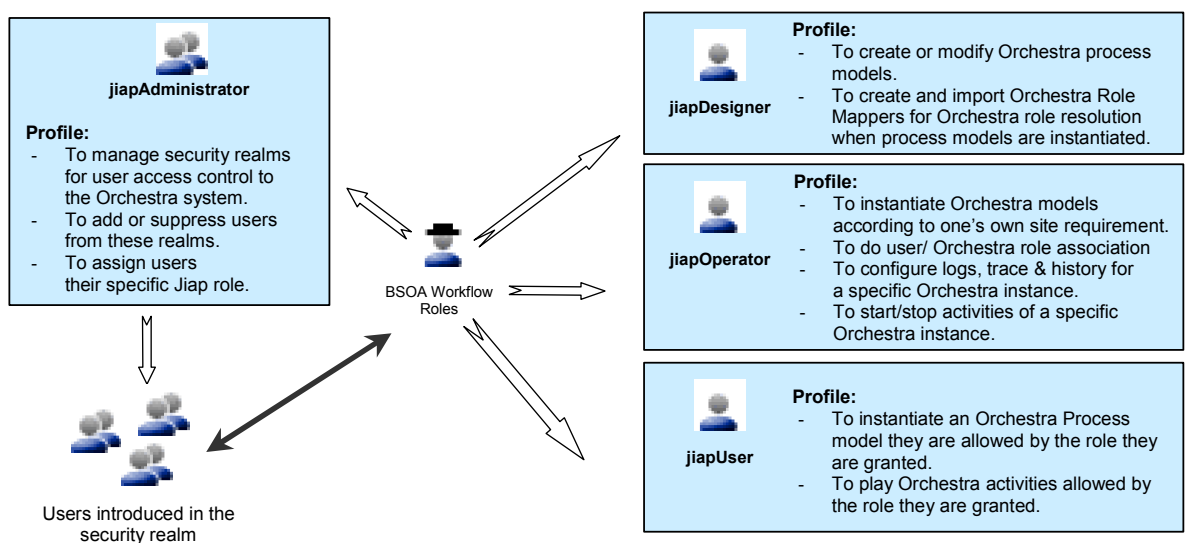 jiapAdministrator
Profile:
- To manage security realms
for user access control to
the Orchestra system.
- To add or suppress users
from these realms.
- To assign users
their specific Jiap role.
BSOA Workflow
Roles
Users introduced in the
security realm
jiapDesigner
Profile:
- To create or modify Orchestra process
models.
- To create and import Orchestra Role
Mappers for Orchestra role resolution
when process models are instantiated.
jiapOperator
Profile:
- To instantiate Orchestra models
according to one's own site requirement.
- To do user/ Orchestra role association
- To configure logs, trace & history for
a specific Orchestra instance.
- To start/stop activities of a specific
Orchestra instance.
jiapUser
Profile:
- To instantiate an Orchestra Process
model they are allowed by the role they
are granted.
- To play Orchestra activities allowed by
the role they are granted.